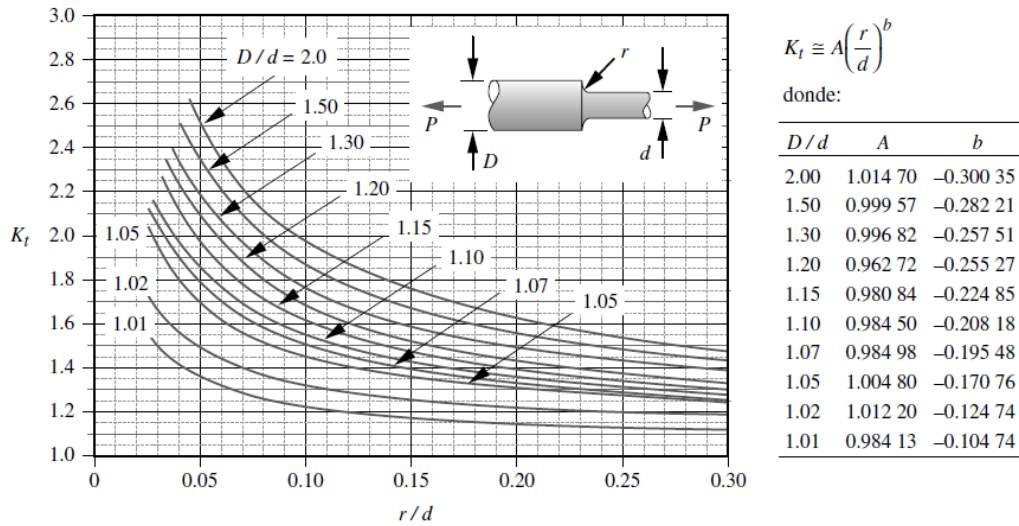 3.0
2.8
2.6
2.4
2.2
2.0
1.8
1.6
1.4
1.2
1.0
K_t
0
0.05
0.10
0.15
0.20
0.25
0.30
r / d
D / d = 2.0
1.50
1.30
1.20
1.15
1.10
1.07
1.05
1.05
1.02
1.01
P
D
r
d
P
K_t ≅ A(r/d)^b
donde:
D / d A b
2.00 1.014 70 –0.300 35
1.50 0.999 57 –0.282 21
1.30 0.996 82 –0.257 51
1.20 0.962 72 –0.255 27
1.15 0.980 84 –0.224 85
1.10 0.984 50 –0.208 18
1.07 0.984 98 –0.195 48
1.05 1.004 80 –0.170 76
1.02 1.012 20 –0.124 74
1.01 0.984 13 –0.104 74